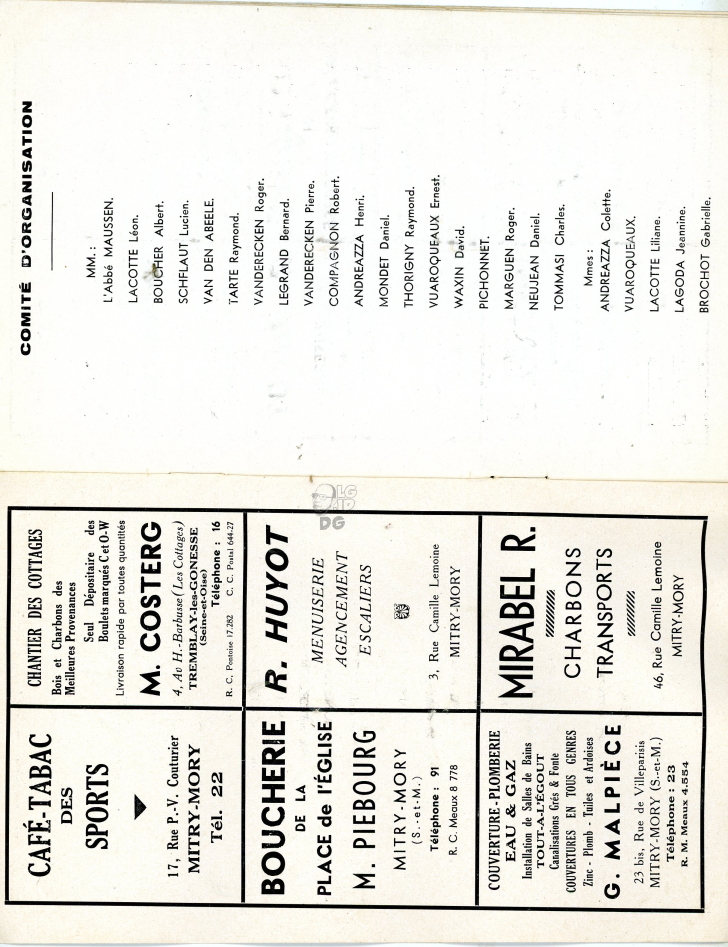 CAFÉ-TABAC
DES
SPORTS
17, Rue P.-V. Couturier
MITRY-MORY
Tél. 22
CHANTIER DES COTTAGES
Bois et Charbons des
Meilleures Provenances
Seul Dépositaire des
Boulets marqués C et O-W
Livraison rapide par toutes quantités
M. COSTERG
4, Av H.-Barbusse (Les Cottages)
TREMBLAY-les-GONESSE
(Seine-et-Oise)
Téléphone : 16
R. C. Pontoise 17.282 C. C. Postal 644-27
BOUCHERIE
DE LA
PLACE de l'ÉGLISE
M. PIEBOURG
MITRY-MORY
(S.-et-M.)
Téléphone : 91
R. C. Meaux 8 778
R. HUYOT
MENUISERIE
AGENCEMENT
ESCALIERS
3, Rue Camille Lemoine
MITRY-MORY
COUVERTURE - PLOMBERIE
EAU & GAZ
Installation de Salles de Bains
TOUT-A-L'ÉGOUT
Canalisations Grés & Fonte
COUVERTURES EN TOUS GENRES
Zinc - Plomb - Tuiles et Ardoises
G. MALPIÈCE
23 bis, Rue de Villeparisis
MITRY-MORY (S.-et-M.)
Téléphone : 23
R. M. Meaux 4.554
MIRABEL R.
CHARBONS
TRANSPORTS
46, Rue Camille Lemoine
MITRY-MORY
COMITÉ D'ORGANISATION
MM. :
L'Abbé MAUSSEN.
LACOTTE Léon.
BOUCHER Albert.
SCHFLAUT Lucien.
VAN DEN ABEELE.
TARTE Raymond.
VANDERECKEN Roger.
LEGRAND Bernard.
VANDERECKEN Pierre.
COMPAGNON Robert.
ANDREAZZA Henri.
MONDET Daniel.
THORIGNY Raymond.
VUAROQUEAUX Ernest.
WAXIN David.
PICHONNET.
MARGUEN Roger.
NEUJEAN Daniel.
TOMMASI Charles.
Mmes :
ANDREAZZA Colette.
VUAROQUEAUX.
LACOTTE Liliane.
LAGODA Jeannine.
BROCHOT Gabrielle.
DG